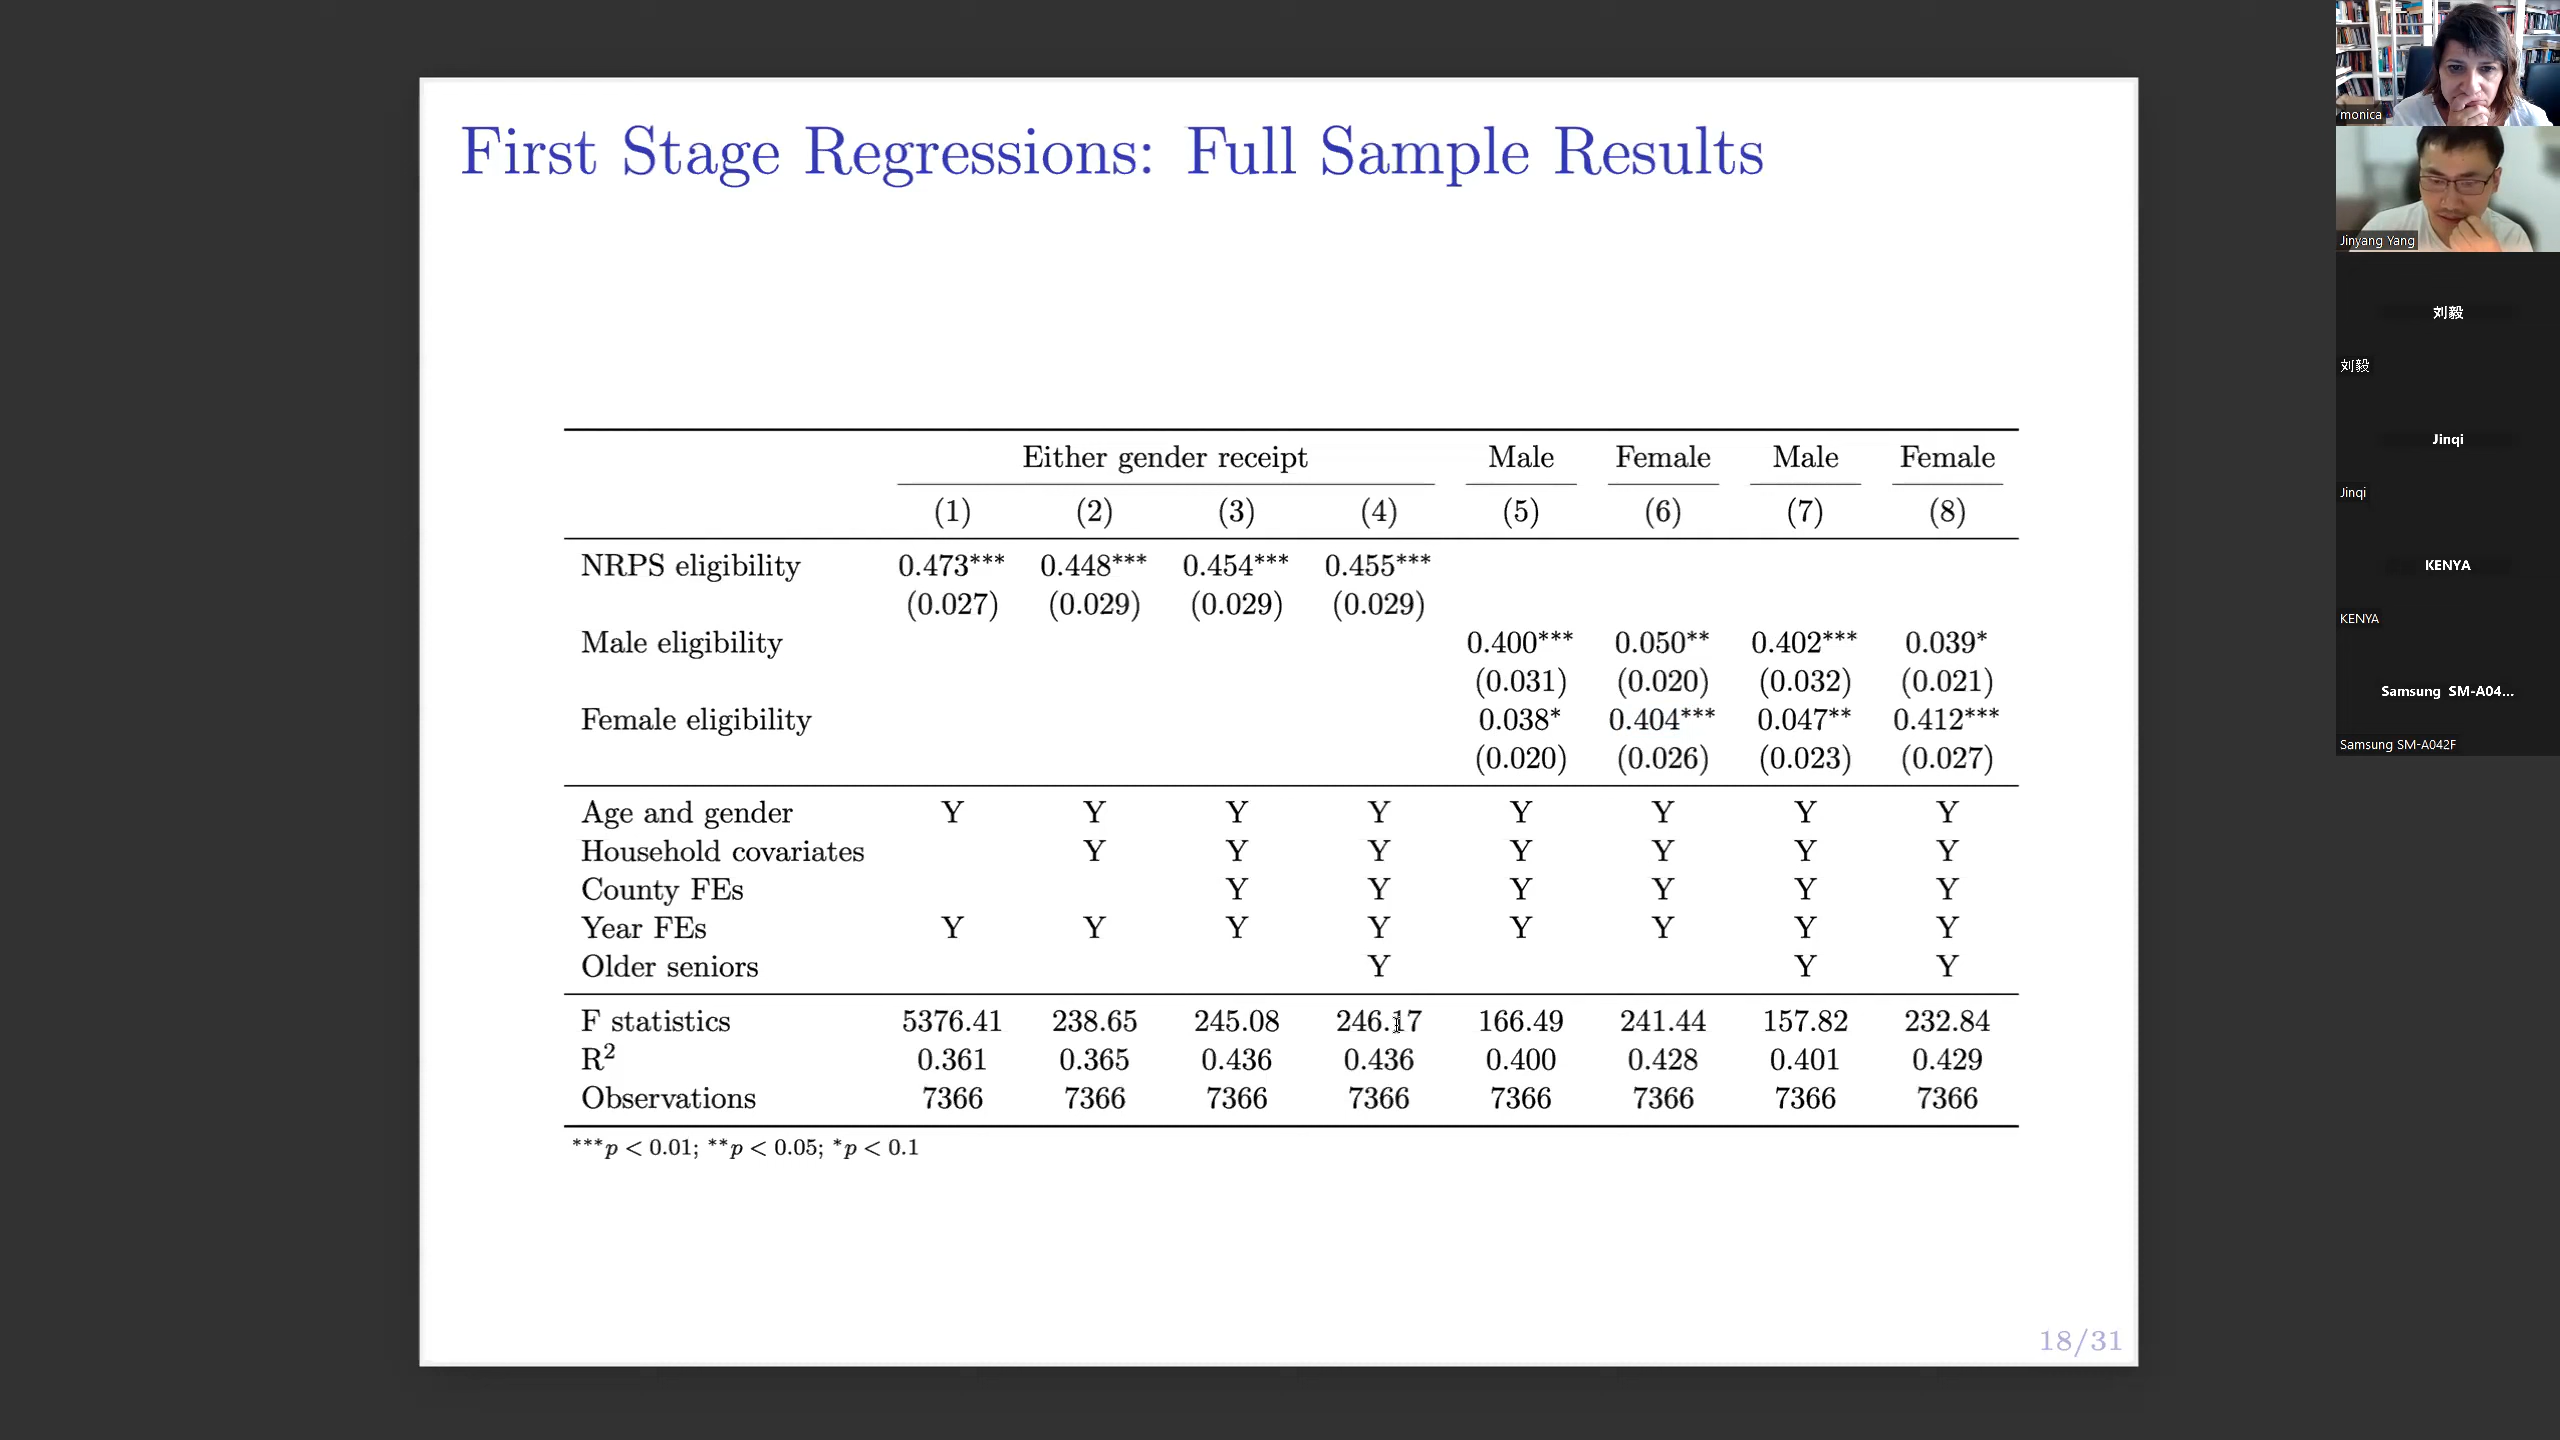 First Stage Regressions: Full Sample Results
Either gender receipt Male Female Male Female
(1) (2) (3) (4) (5) (6) (7) (8)
NRPS eligibility 0.473*** 0.448*** 0.454*** 0.455***
(0.027) (0.029) (0.029) (0.029)
Male eligibility 0.400*** 0.050** 0.402*** 0.039*
(0.031) (0.020) (0.032) (0.021)
Female eligibility 0.038* 0.404*** 0.047** 0.412***
(0.020) (0.026) (0.023) (0.027)
Age and gender Y Y Y Y Y Y Y Y
Household covariates Y Y Y Y Y Y Y
County FEs Y Y Y Y Y Y
Year FEs Y Y Y Y Y Y Y Y
Older seniors Y Y Y
F statistics 5376.41 238.65 245.08 246.17 166.49 241.44 157.82 232.84
R² 0.361 0.365 0.436 0.436 0.400 0.428 0.401 0.429
Observations 7366 7366 7366 7366 7366 7366 7366 7366
***p < 0.01; **p < 0.05; *p < 0.1
18/31
monica
Jinyang Yang
刘毅
刘毅
Jinqi
Jinqi
KENYA
KENYA
Samsung SM-A04...
Samsung SM-A042F